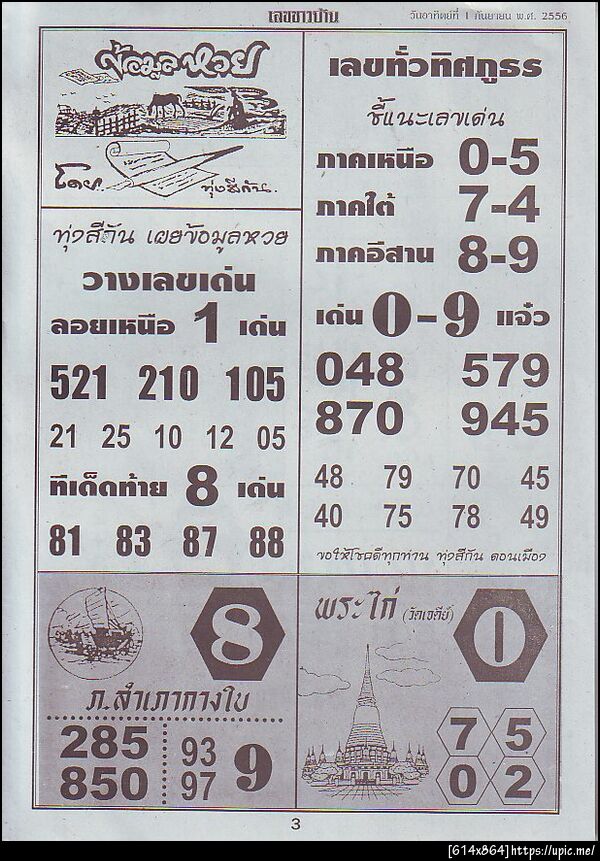 เลขชาวบ้าน
วันอาทิตย์ที่ 1 กันยายน พ.ศ. 2556
ข้อมูลหวย
โดย..
ทุ่งสีกัน
ทุ่งสีกัน เผยข้อมูลหวย
วางเลขเด่น
ลอยเหนือ 1 เด่น
521 210 105
21 25 10 12 05
ทีเด็ดท้าย 8 เด่น
81 83 87 88
เลขทั่วทิศภูธร
ชี้แนะเลขเด่น
ภาคเหนือ 0-5
ภาคใต้ 7-4
ภาคอีสาน 8-9
เด่น 0-9 แจ๋ว
048 579
870 945
48 79 70 45
40 75 78 49
ขอให้โชคดีทุกท่าน ทุ่งสีกัน ดอนเมือง
8
ภ.สำเภากางใบ
285
850
93
97
9
พระไก่ (วัดเจดีย์)
0
7 5
0 2
3
[614x864]https://upic.me/